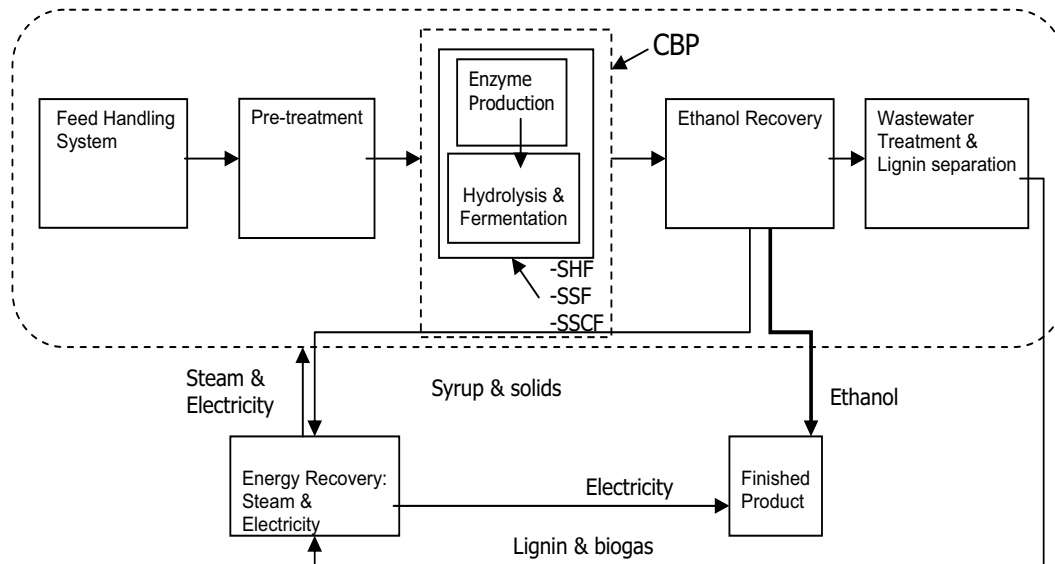 CBP
Feed Handling
System
Pre-treatment
Enzyme
Production
Hydrolysis &
Fermentation
-SHF
-SSF
-SSCF
Ethanol Recovery
Wastewater
Treatment &
Lignin separation
Steam &
Electricity
Syrup & solids
Ethanol
Energy Recovery:
Steam &
Electricity
Electricity
Finished
Product
Lignin & biogas